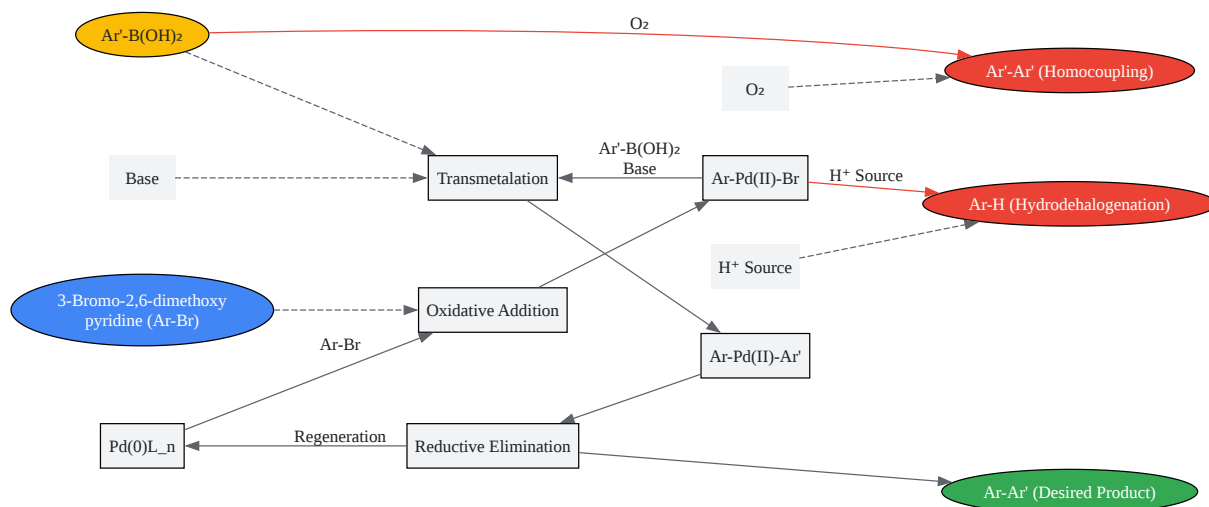 O₂
Ar'-B(OH)₂
Ar'-Ar' (Homocoupling)
O₂
Ar'-B(OH)₂
Base
Base
Transmetalation
Ar-Pd(II)-Br
H⁺ Source
Ar-H (Hydrodehalogenation)
H⁺ Source
3-Bromo-2,6-dimethoxy
pyridine (Ar-Br)
Oxidative Addition
Ar-Br
Ar-Pd(II)-Ar'
Pd(0)L_n
Regeneration
Reductive Elimination
Ar-Ar' (Desired Product)